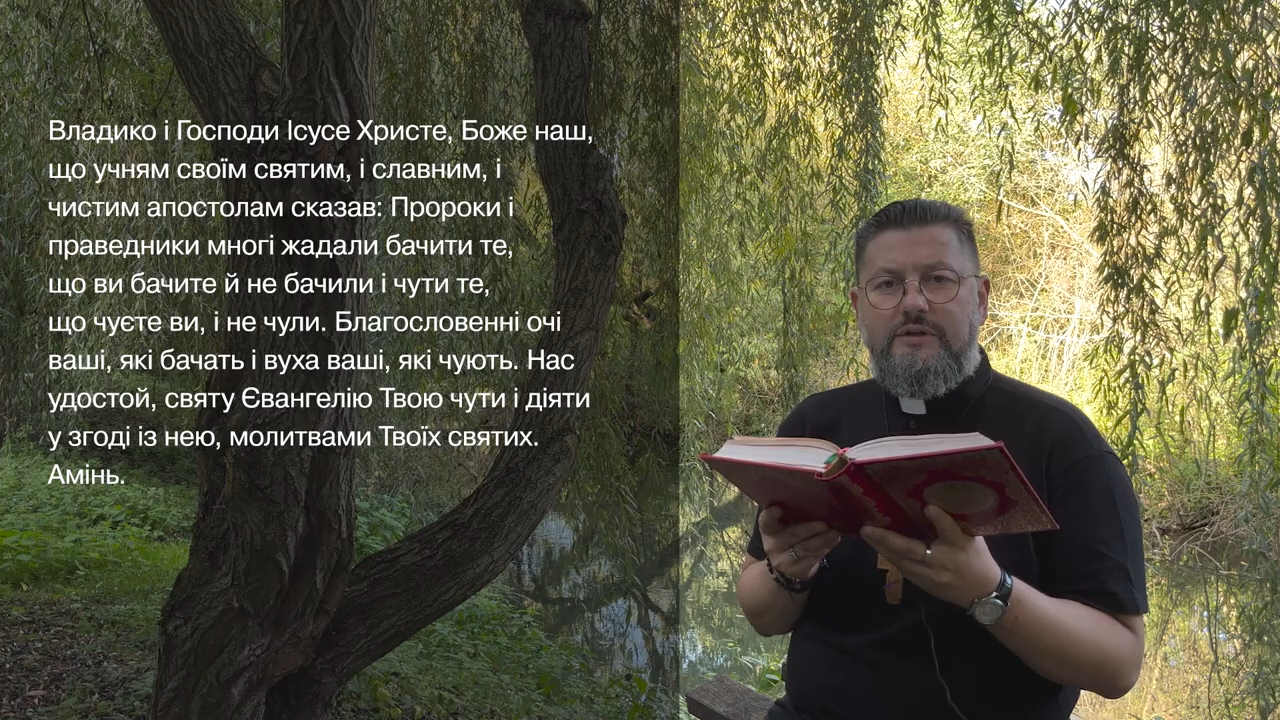 Владико і Господи Ісусе Христе, Боже наш,
що учням своїм святим, і славним, і
чистим апостолам сказав: Пророки і
праведники многі жадали бачити те,
що ви бачите й не бачили і чути те,
що чуєте ви, і не чули. Благословенні очі
ваші, які бачать і вуха ваші, які чують. Нас
удостой, святу Євангелію Твою чути і діяти
у згоді із нею, молитвами Твоїх святих.
Амінь.